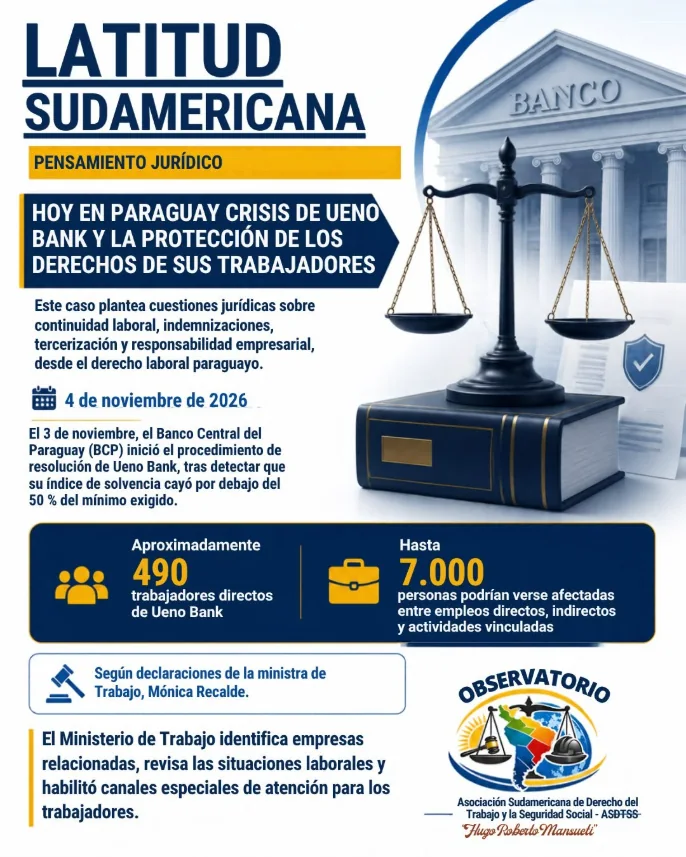 LATITUD
SUDAMERICANA
PENSAMIENTO JURÍDICO
BANCO
HOY EN PARAGUAY CRISIS DE UENO
BANK Y LA PROTECCIÓN DE LOS
DERECHOS DE SUS TRABAJADORES
Este caso plantea cuestiones jurídicas sobre
continuidad laboral, indemnizaciones,
tercerización y responsabilidad empresarial,
desde el derecho laboral paraguayo.
4 de noviembre de 2026
El 3 de noviembre, el Banco Central del
Paraguay (BCP) inició el procedimiento de
resolución de Ueno Bank, tras detectar que
su índice de solvencia cayó por debajo del
50 % del mínimo exigido.
Aproximadamente
490
trabajadores directos
de Ueno Bank
Hasta
7.000
personas podrían verse afectadas
entre empleos directos, indirectos
y actividades vinculadas
Según declaraciones de la ministra de
Trabajo, Mónica Recalde.
El Ministerio de Trabajo identifica empresas
relacionadas, revisa las situaciones laborales y
habilitó canales especiales de atención para los
trabajadores.
OBSERVATORIO
Asociación Sudamericana de Derecho del
Trabajo y la Seguridad Social - ASDTSS
"Hugo Roberto Mansueti"